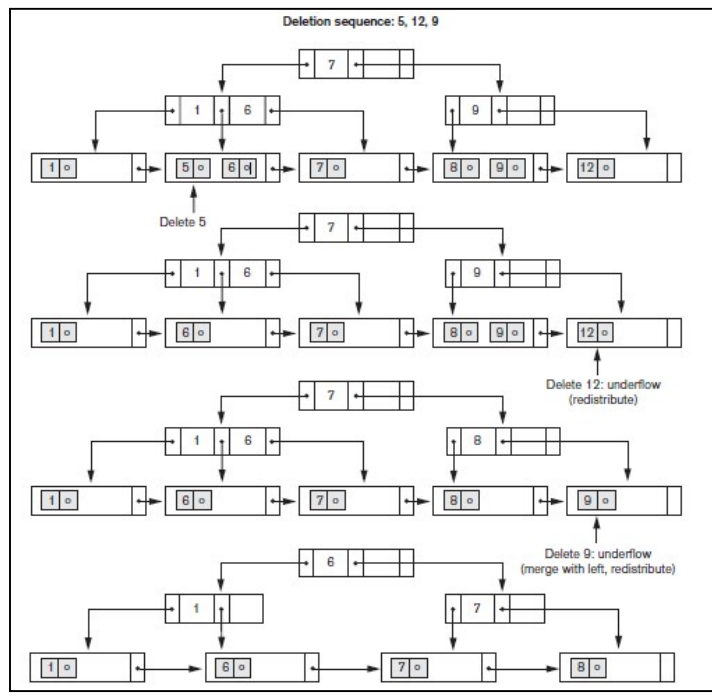 Deletion sequence: 5, 12, 9
7
1 6 9
1 5 6 7 8 9 12
Delete 5
7
1 6 9
1 6 7 8 9 12
Delete 12: underflow
(redistribute)
7
1 6 8
1 6 7 8 9
Delete 9: underflow
(merge with left, redistribute)
6
1 7
1 6 7 8